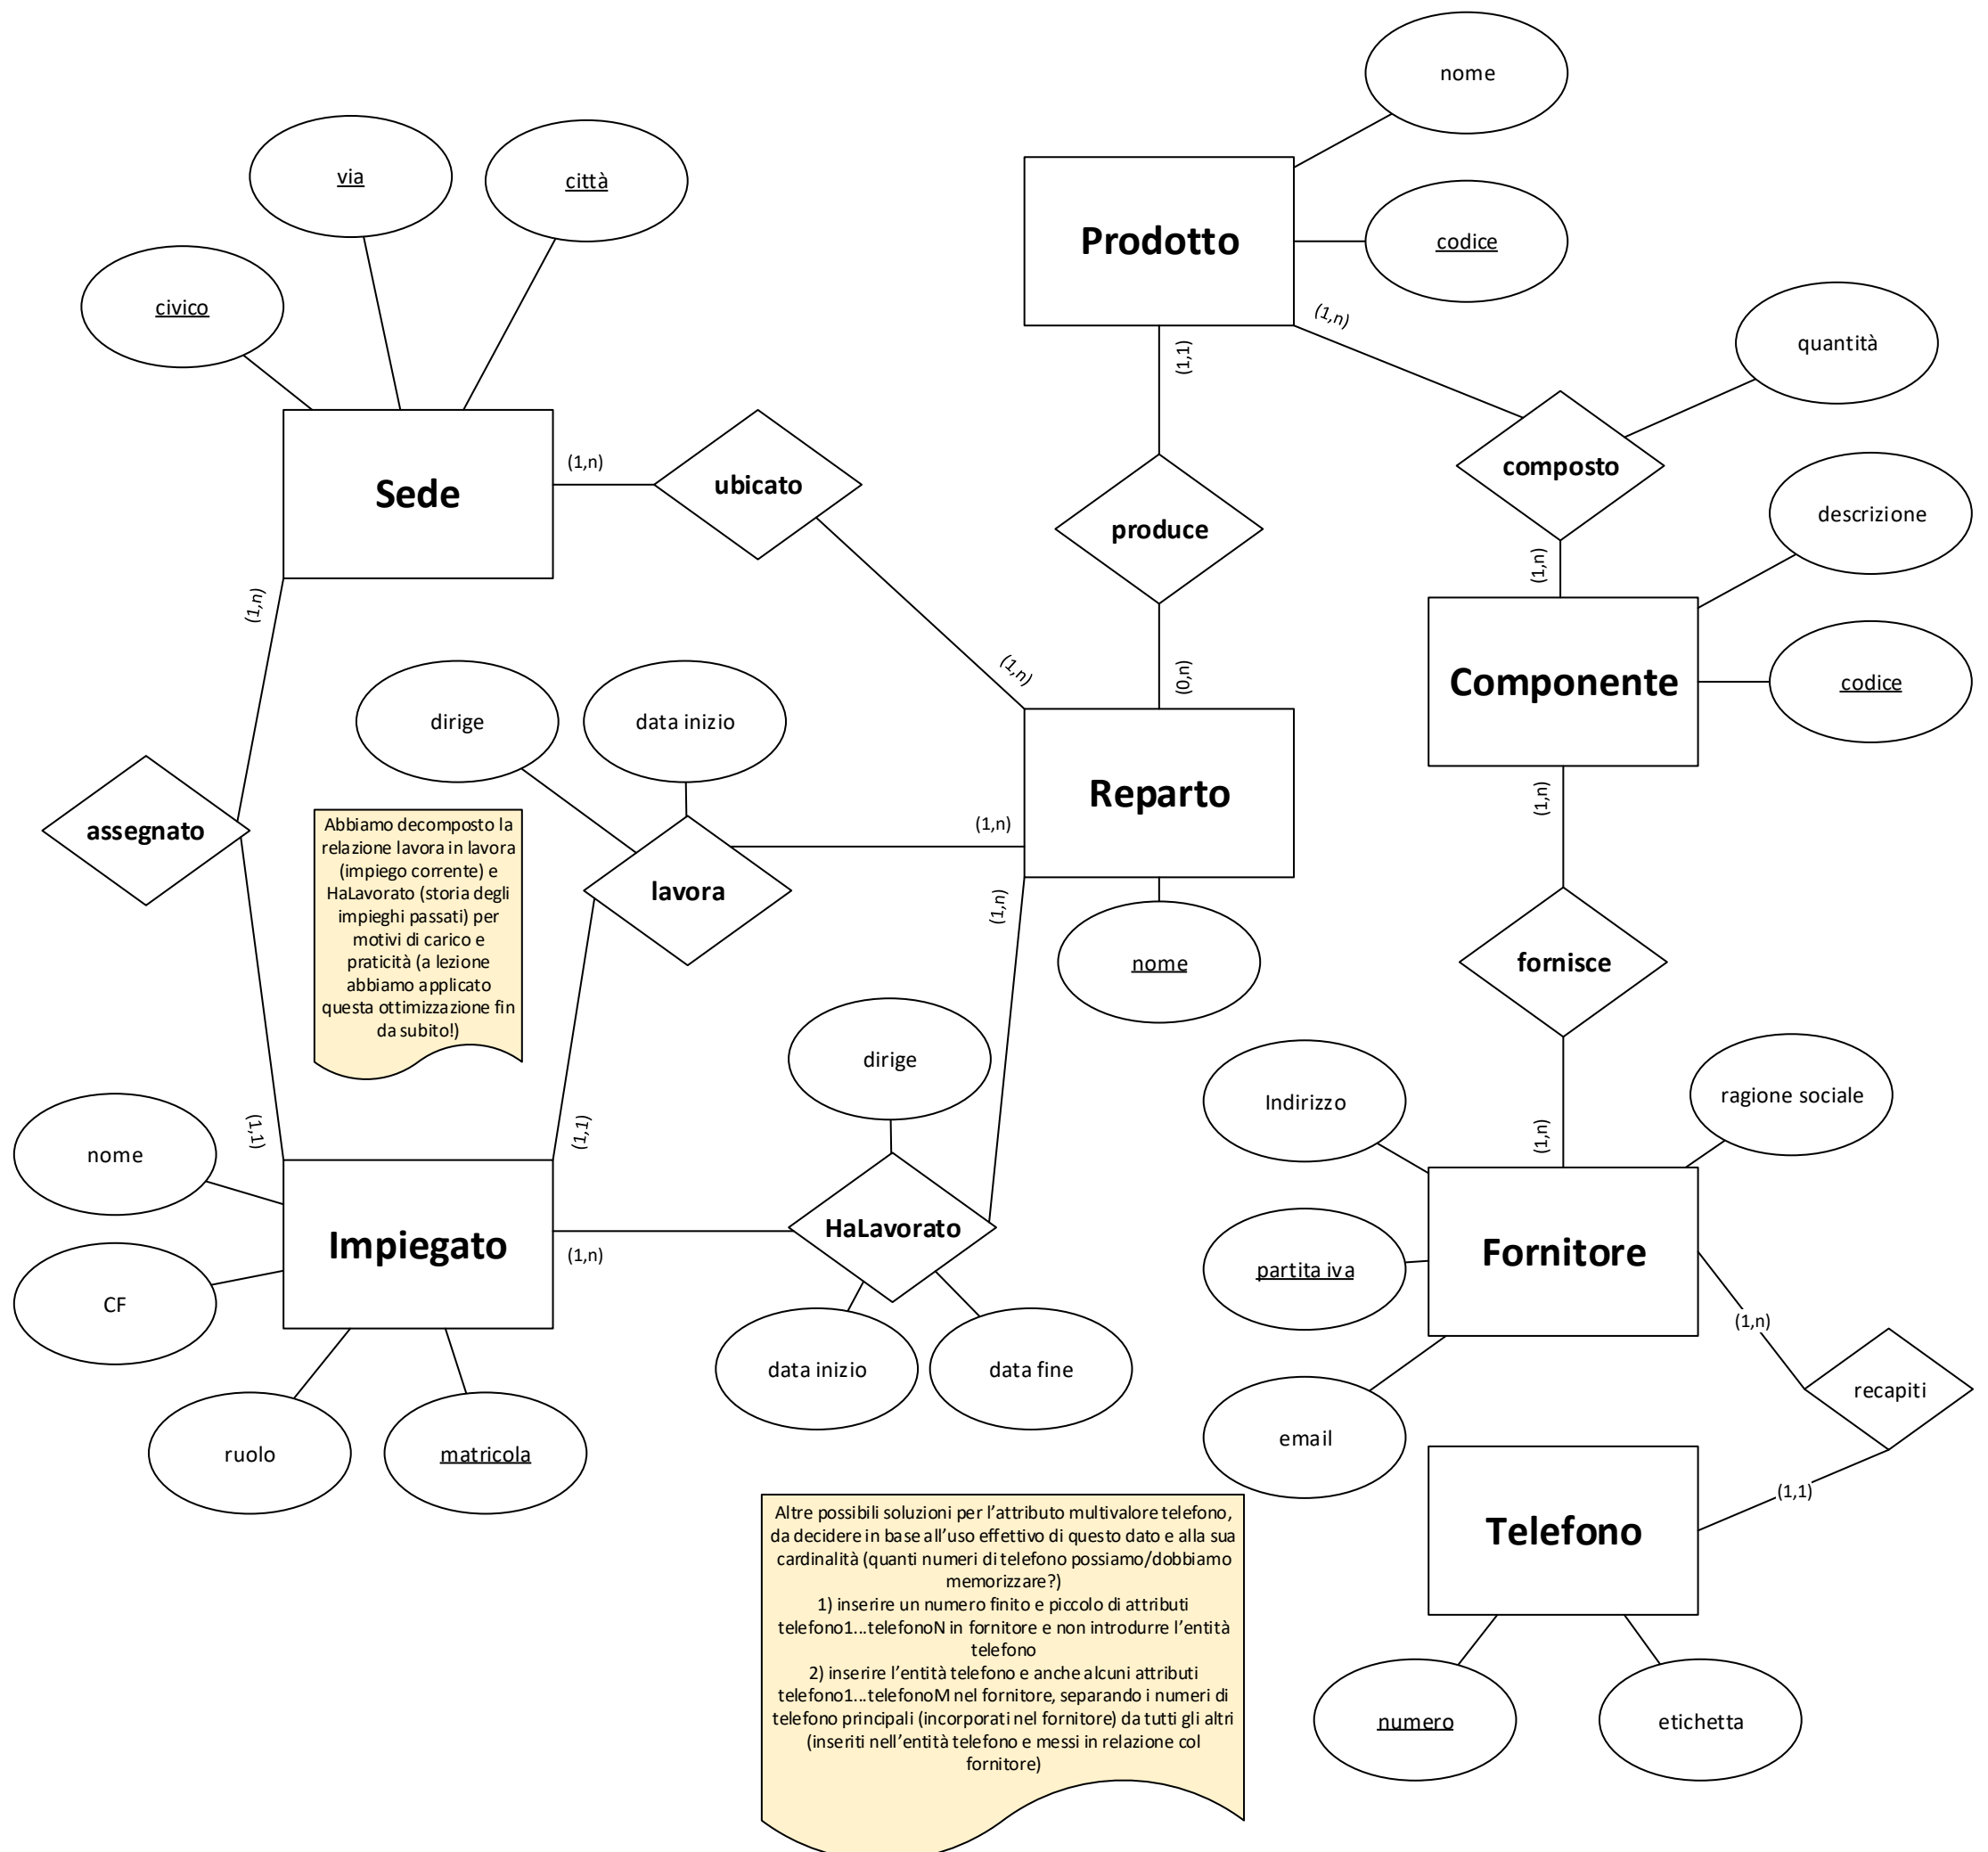 nome
via
città
Prodotto
codice
civico
(1,n)
quantità
(1,1)
(1,n)
ubicato
composto
Sede
descrizione
produce
(1,n)
(1,n)
(1,n)
(0,n)
Componente
codice
dirige
data inizio
Reparto
(1,n)
(1,n)
assegnato
Abbiamo decomposto la
relazione lavora in lavora
(impiego corrente) e
HaLavorato (storia degli
impieghi passati) per
motivi di carico e
praticità (a lezione
abbiamo applicato
questa ottimizzazione fin
da subito!)
lavora
(1,n)
nome
fornisce
dirige
Indirizzo
ragione sociale
(1,1)
(1,1)
(1,n)
nome
HaLavorato
Impiegato
(1,n)
Fornitore
partita iva
CF
(1,n)
data inizio
data fine
recapiti
email
ruolo
matricola
(1,1)
Telefono
Altre possibili soluzioni per l'attributo multivalore telefono,
da decidere in base all'uso effettivo di questo dato e alla sua
cardinalità (quanti numeri di telefono possiamo/dobbiamo
memorizzare?)
1) inserire un numero finito e piccolo di attributi
telefono1...telefonoN in fornitore e non introdurre l'entità
telefono
2) inserire l'entità telefono e anche alcuni attributi
telefono1...telefonoM nel fornitore, separando i numeri di
telefono principali (incorporati nel fornitore) da tutti gli altri
(inseriti nell'entità telefono e messi in relazione col
fornitore)
numero
etichetta